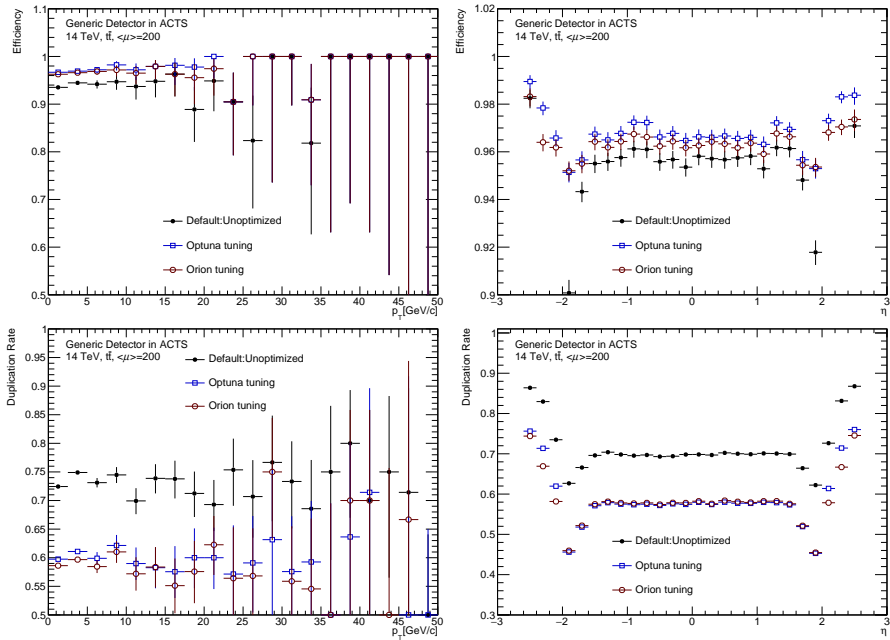 Generic Detector in ACTS
14 TeV, tt̄, <μ>=200
Efficiency
1.1
1
0.9
0.8
0.7
0.6
0.5
Default:Unoptimized
Optuna tuning
Orion tuning
0 5 10 15 20 25 30 35 40 45 50
p_T[GeV/c]
Generic Detector in ACTS
14 TeV, tt̄, <μ>=200
Efficiency
1.02
1
0.98
0.96
0.94
0.92
0.9
Default:Unoptimized
Optuna tuning
Orion tuning
−3 −2 −1 0 1 2 3
η
Generic Detector in ACTS
14 TeV, tt̄, <μ>=200
Duplication Rate
1
0.95
0.9
0.85
0.8
0.75
0.7
0.65
0.6
0.55
0.5
Default:Unoptimized
Optuna tuning
Orion tuning
0 5 10 15 20 25 30 35 40 45 50
p_T[GeV/c]
Generic Detector in ACTS
14 TeV, tt̄, <μ>=200
Duplication Rate
1
0.9
0.8
0.7
0.6
0.5
0.4
0.3
Default:Unoptimized
Optuna tuning
Orion tuning
−3 −2 −1 0 1 2 3
η